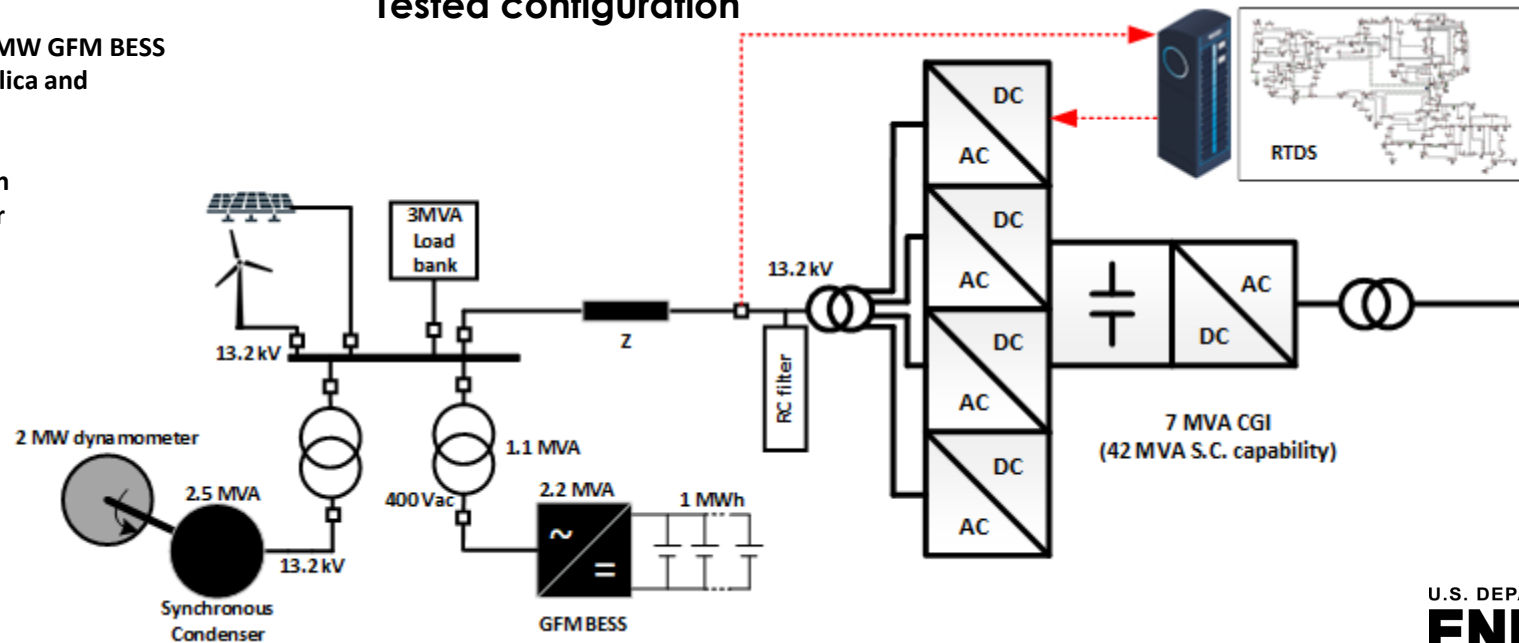 Tested configuration
MW GFM BESS
lica and
RTDS
3MVA
Load
bank
13.2 kV
Z
RC filter
13.2 kV
DC
AC
DC
AC
DC
AC
DC
AC
AC
DC
7 MVA CGI
(42 MVA S.C. capability)
2 MW dynamometer
2.5 MVA
13.2 kV
Synchronous
Condenser
1.1 MVA
400 Vac
2.2 MVA
1 MWh
~
=
GFM BESS
U.S. DEPA